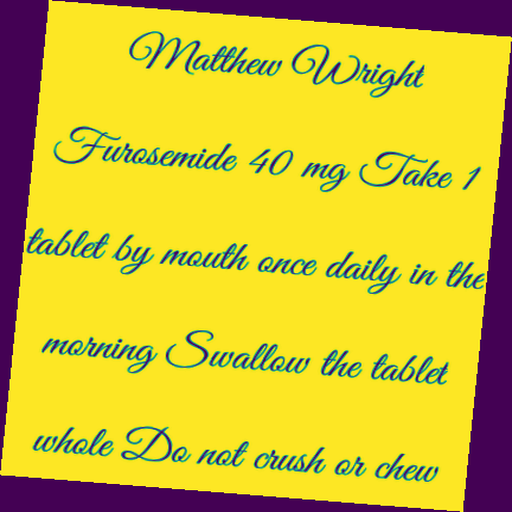 Matthew Wright
Furosemide 40 mg Take 1
tablet by mouth once daily in the
morning Swallow the tablet
whole Do not crush or chew